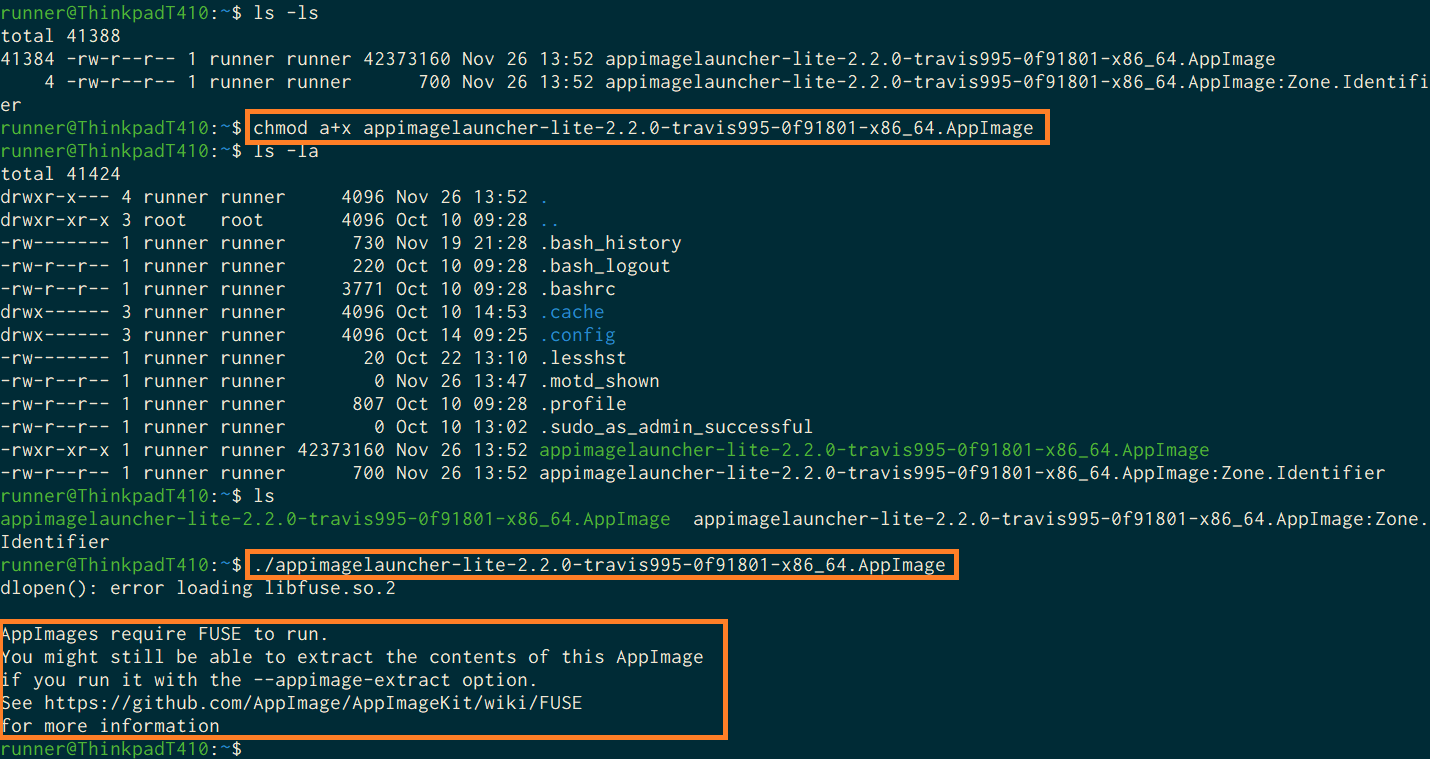 runner@ThinkpadT410:~$ ls -ls
total 41388
41384 -rw-r--r-- 1 runner runner 42373160 Nov 26 13:52 appimagelauncher-lite-2.2.0-travis995-0f91801-x86_64.AppImage
    4 -rw-r--r-- 1 runner runner      700 Nov 26 13:52 appimagelauncher-lite-2.2.0-travis995-0f91801-x86_64.AppImage:Zone.Identifi
er
runner@ThinkpadT410:~$ chmod a+x appimagelauncher-lite-2.2.0-travis995-0f91801-x86_64.AppImage
runner@ThinkpadT410:~$ ls -la
total 41424
drwxr-x--- 4 runner runner     4096 Nov 26 13:52 .
drwxr-xr-x 3 root   root       4096 Oct 10 09:28 ..
-rw------- 1 runner runner      730 Nov 19 21:28 .bash_history
-rw-r--r-- 1 runner runner      220 Oct 10 09:28 .bash_logout
-rw-r--r-- 1 runner runner     3771 Oct 10 09:28 .bashrc
drwx------ 3 runner runner     4096 Oct 10 14:53 .cache
drwx------ 3 runner runner     4096 Oct 14 09:25 .config
-rw------- 1 runner runner       20 Oct 22 13:10 .lesshst
-rw-r--r-- 1 runner runner        0 Nov 26 13:47 .motd_shown
-rw-r--r-- 1 runner runner      807 Oct 10 09:28 .profile
-rw-r--r-- 1 runner runner        0 Oct 10 13:02 .sudo_as_admin_successful
-rwxr-xr-x 1 runner runner 42373160 Nov 26 13:52 appimagelauncher-lite-2.2.0-travis995-0f91801-x86_64.AppImage
-rw-r--r-- 1 runner runner      700 Nov 26 13:52 appimagelauncher-lite-2.2.0-travis995-0f91801-x86_64.AppImage:Zone.Identifier
runner@ThinkpadT410:~$ ls
appimagelauncher-lite-2.2.0-travis995-0f91801-x86_64.AppImage  appimagelauncher-lite-2.2.0-travis995-0f91801-x86_64.AppImage:Zone.
Identifier
runner@ThinkpadT410:~$ ./appimagelauncher-lite-2.2.0-travis995-0f91801-x86_64.AppImage
dlopen(): error loading libfuse.so.2

AppImages require FUSE to run.
You might still be able to extract the contents of this AppImage
if you run it with the --appimage-extract option.
See https://github.com/AppImage/AppImageKit/wiki/FUSE
for more information
runner@ThinkpadT410:~$